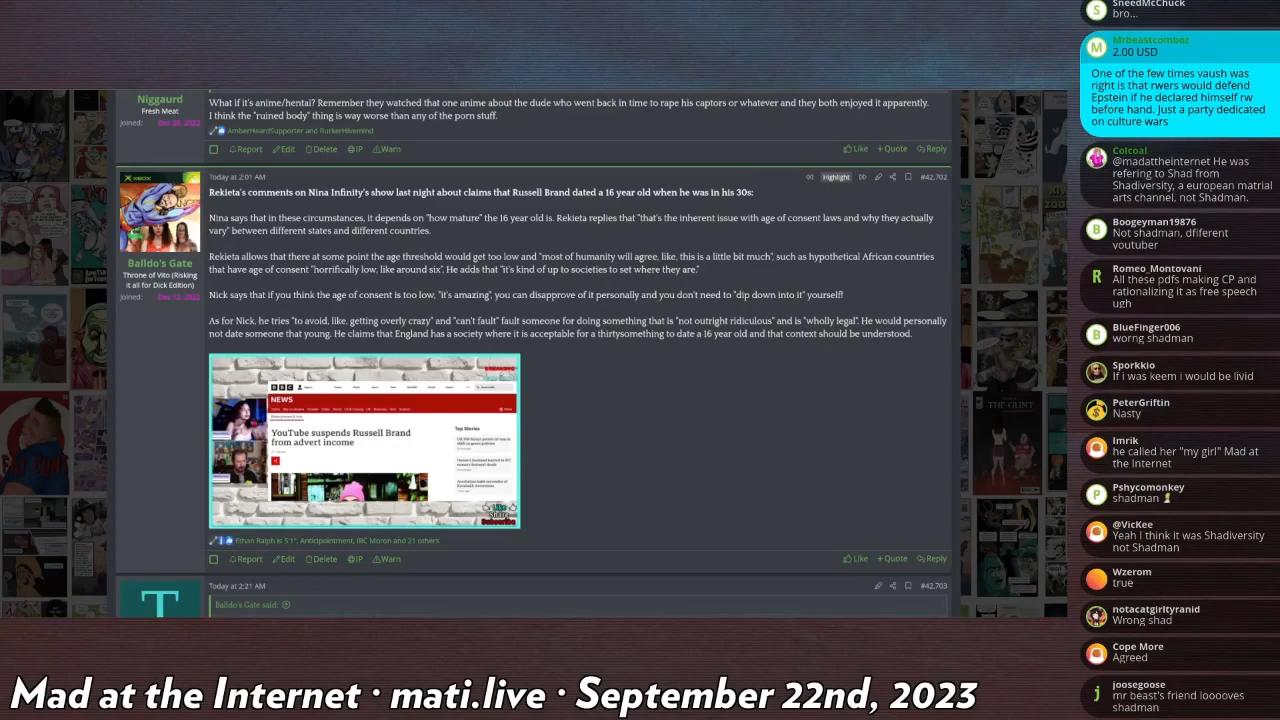 Niggaurd
Fresh Meat
Joined: Dec 20, 2022
What if it's anime/hentai? Remember they watched that one anime about the dude who went back in time to rape his captors or whatever and they both enjoyed it apparently.
I think the "ruined body" thing is way worse than any of the porn stuff.
AmberHeardSupporter and RurkerHivemind
Report Edit Delete IP Warn
Like + Quote Reply
XBOX
Balldo's Gate
Throne of Vito (Risking
it all for Dick Edition)
Joined: Dec 12, 2022
Today at 2:01 AM
Highlight
#42,702
Rekieta's comments on Nina Infinity's show last night about claims that Russell Brand dated a 16 year old when he was in his 30s:
Nina says that in these circumstances, it depends on "how mature" the 16 year old is. Rekieta replies that "that's the inherent issue with age of consent laws and why they actually
vary" between different states and different countries.
Rekieta allows that there at some point the age threshold would get too low and "most of humanity will agree, like, this is a little bit much", such as hypothetical African countries
that have age of consent "horrifically low, like around six". He adds that "it's kind of up to societies to set where they are."
Nick says that if you think the age of consent is too low, "it's amazing", you can disapprove of it personally and you don't need to "dip down into it" yourself!
As for Nick, he tries "to avoid, like, getting overly crazy" and "can't fault" fault someone for doing something that is "not outright ridiculous" and is "wholly legal". He would personally
not date someone that young. He claims that England has a society where it is acceptable for a thirtysomething to date a 16 year old and that context should be understood.
BREAKING
BBC
NEWS
YouTube suspends Russell Brand
from advert income
Top Stories
Like
Share
Subscribe
Ethan Ralph is 5'1", Anticipointment, IRC Moron and 21 others
Report Edit Delete IP Warn
Like + Quote Reply
T
Today at 2:21 AM
#42,703
Balldo's Gate said:
THE GUNT
SneedMcChuck
bro...
Mrbeastcomboz
2.00 USD
One of the few times vaush was
right is that rwers would defend
Epstein if he declared himself rw
before hand. Just a party dedicated
on culture wars
Colcoal
@madattheinternet He was
refering to Shad from
Shadiversity, a european matrial
arts channel, not Shadman.
Boogeyman19876
Not shadman, dfiferent
youtuber
Romeo_Montovani
All these pdfs making CP and
rationalizing it as free speech
ugh
BlueFinger006
worng shadman
Sporkkio
If I was keem i would be laid
PeterGriftin
Nasty
Imrik
he called her "my girl" Mad at
the Internet
Pshycomonkey
shadman
@VicKee
Yeah I think it was Shadiversity
not Shadman
Wzerom
true
notacatgirltyranid
Wrong shad
Cope More
Agreed
joosegoose
mr beast's friend looooves
shadman
Mad at the Internet · mati.live · September 22nd, 2023